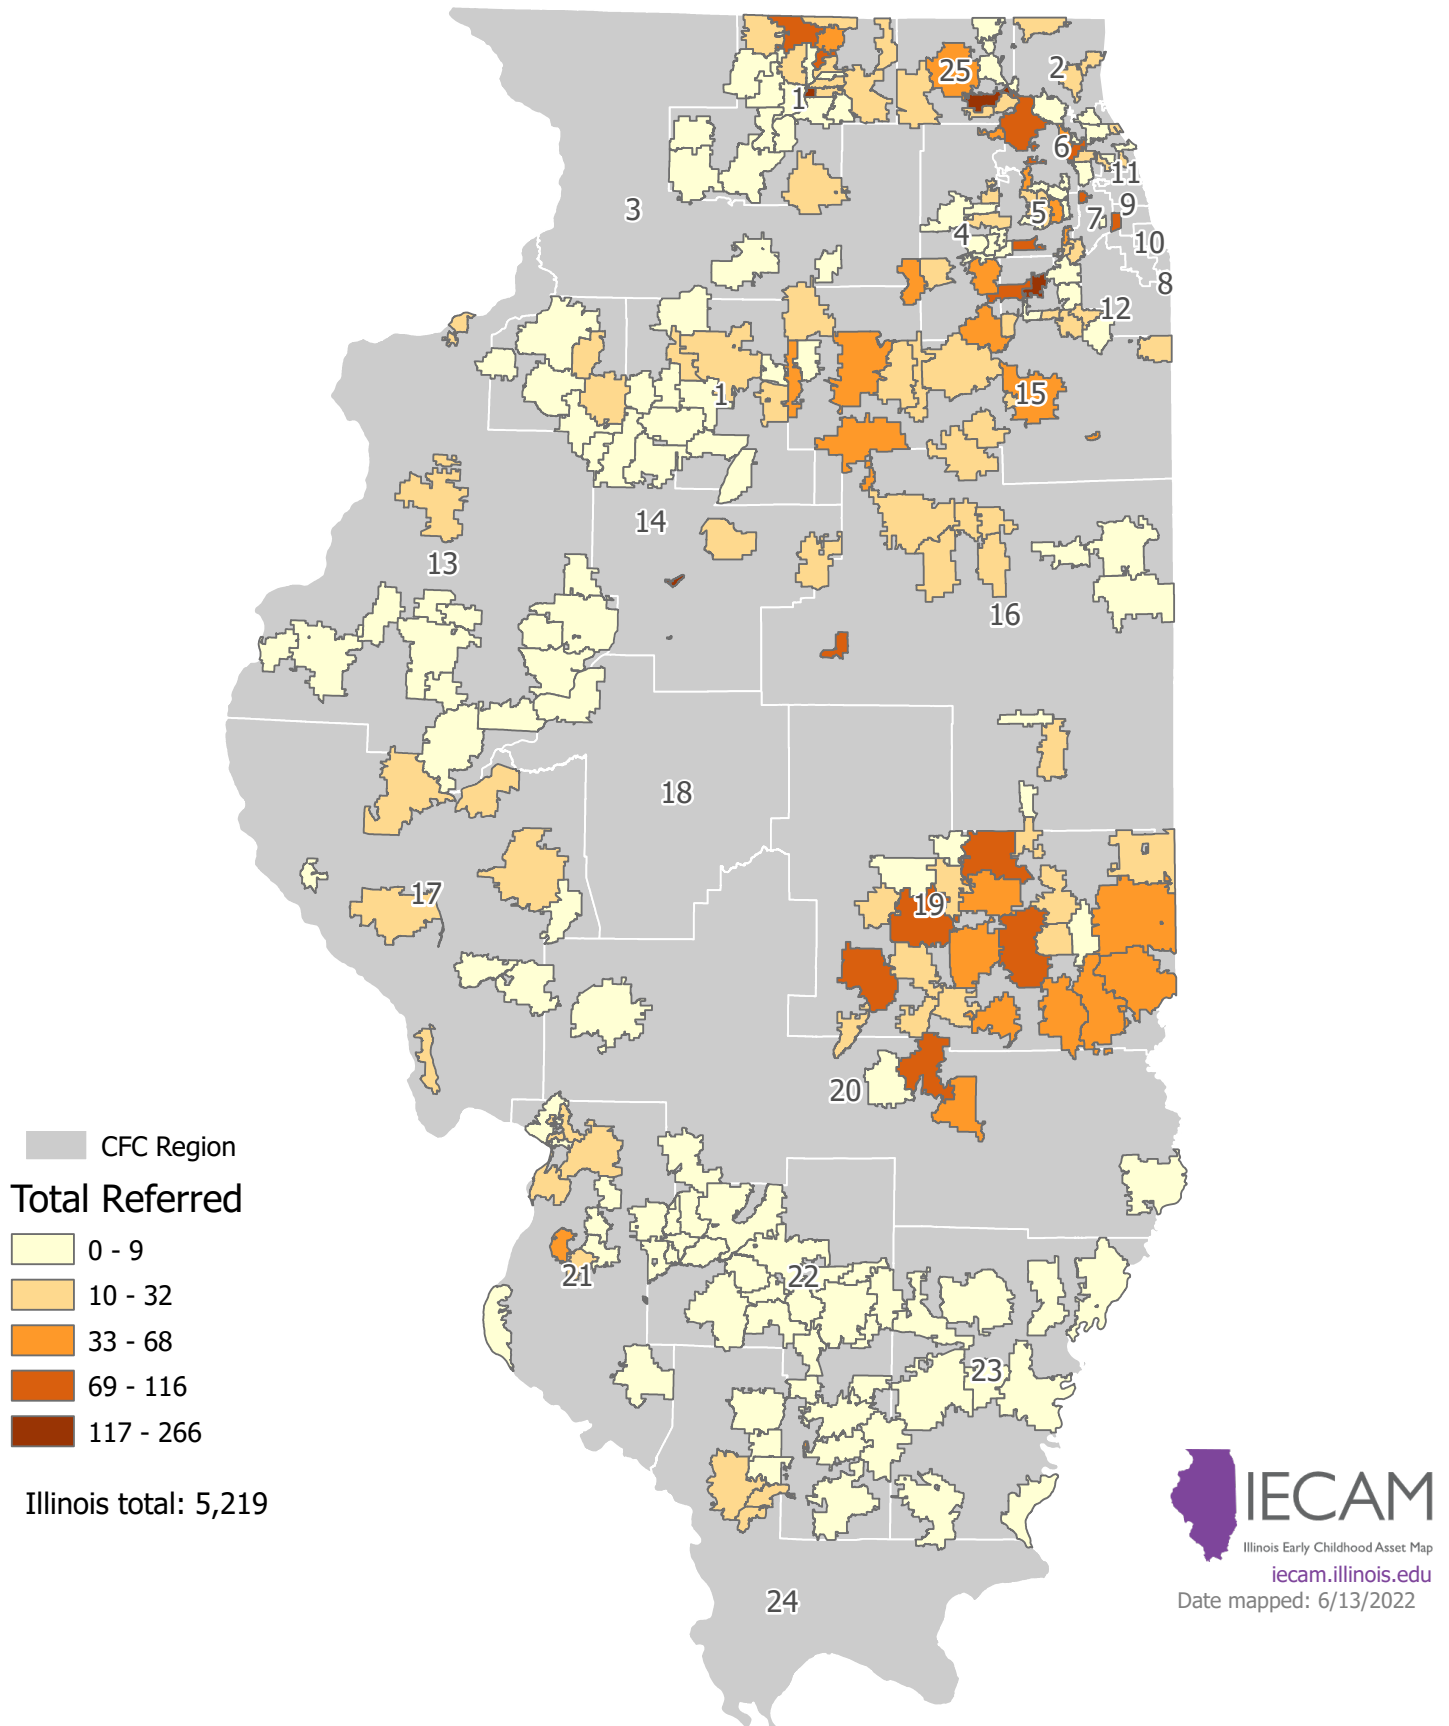 25
2
1
6
11
3
5
7
9
4
10
8
12
1
15
14
13
16
18
17
19
20
CFC Region
Total Referred
0 - 9
10 - 32
21
22
33 - 68
23
69 - 116
117 - 266
Illinois total: 5,219
IECAM
Illinois Early Childhood Asset Map
iecam.illinois.edu
Date mapped: 6/13/2022
24